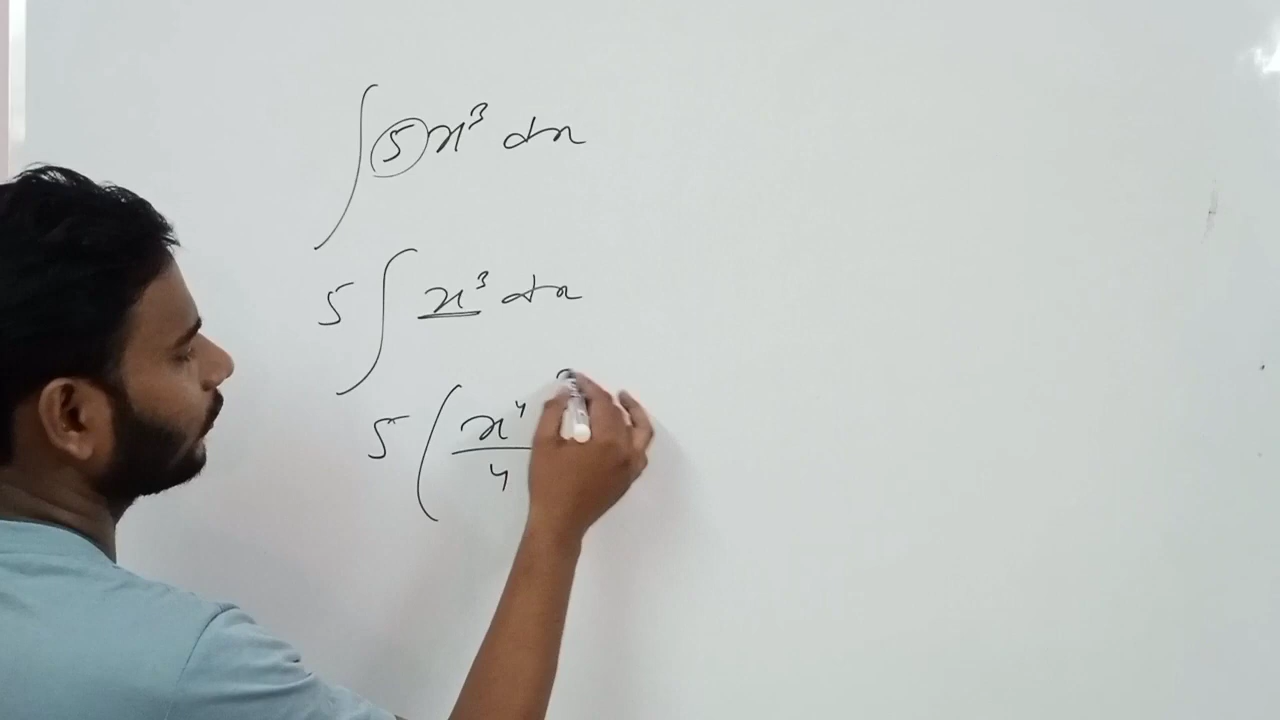 ∫ 5x³ dx
5 ∫ x³ dx
5 ( x⁴ / 4 )